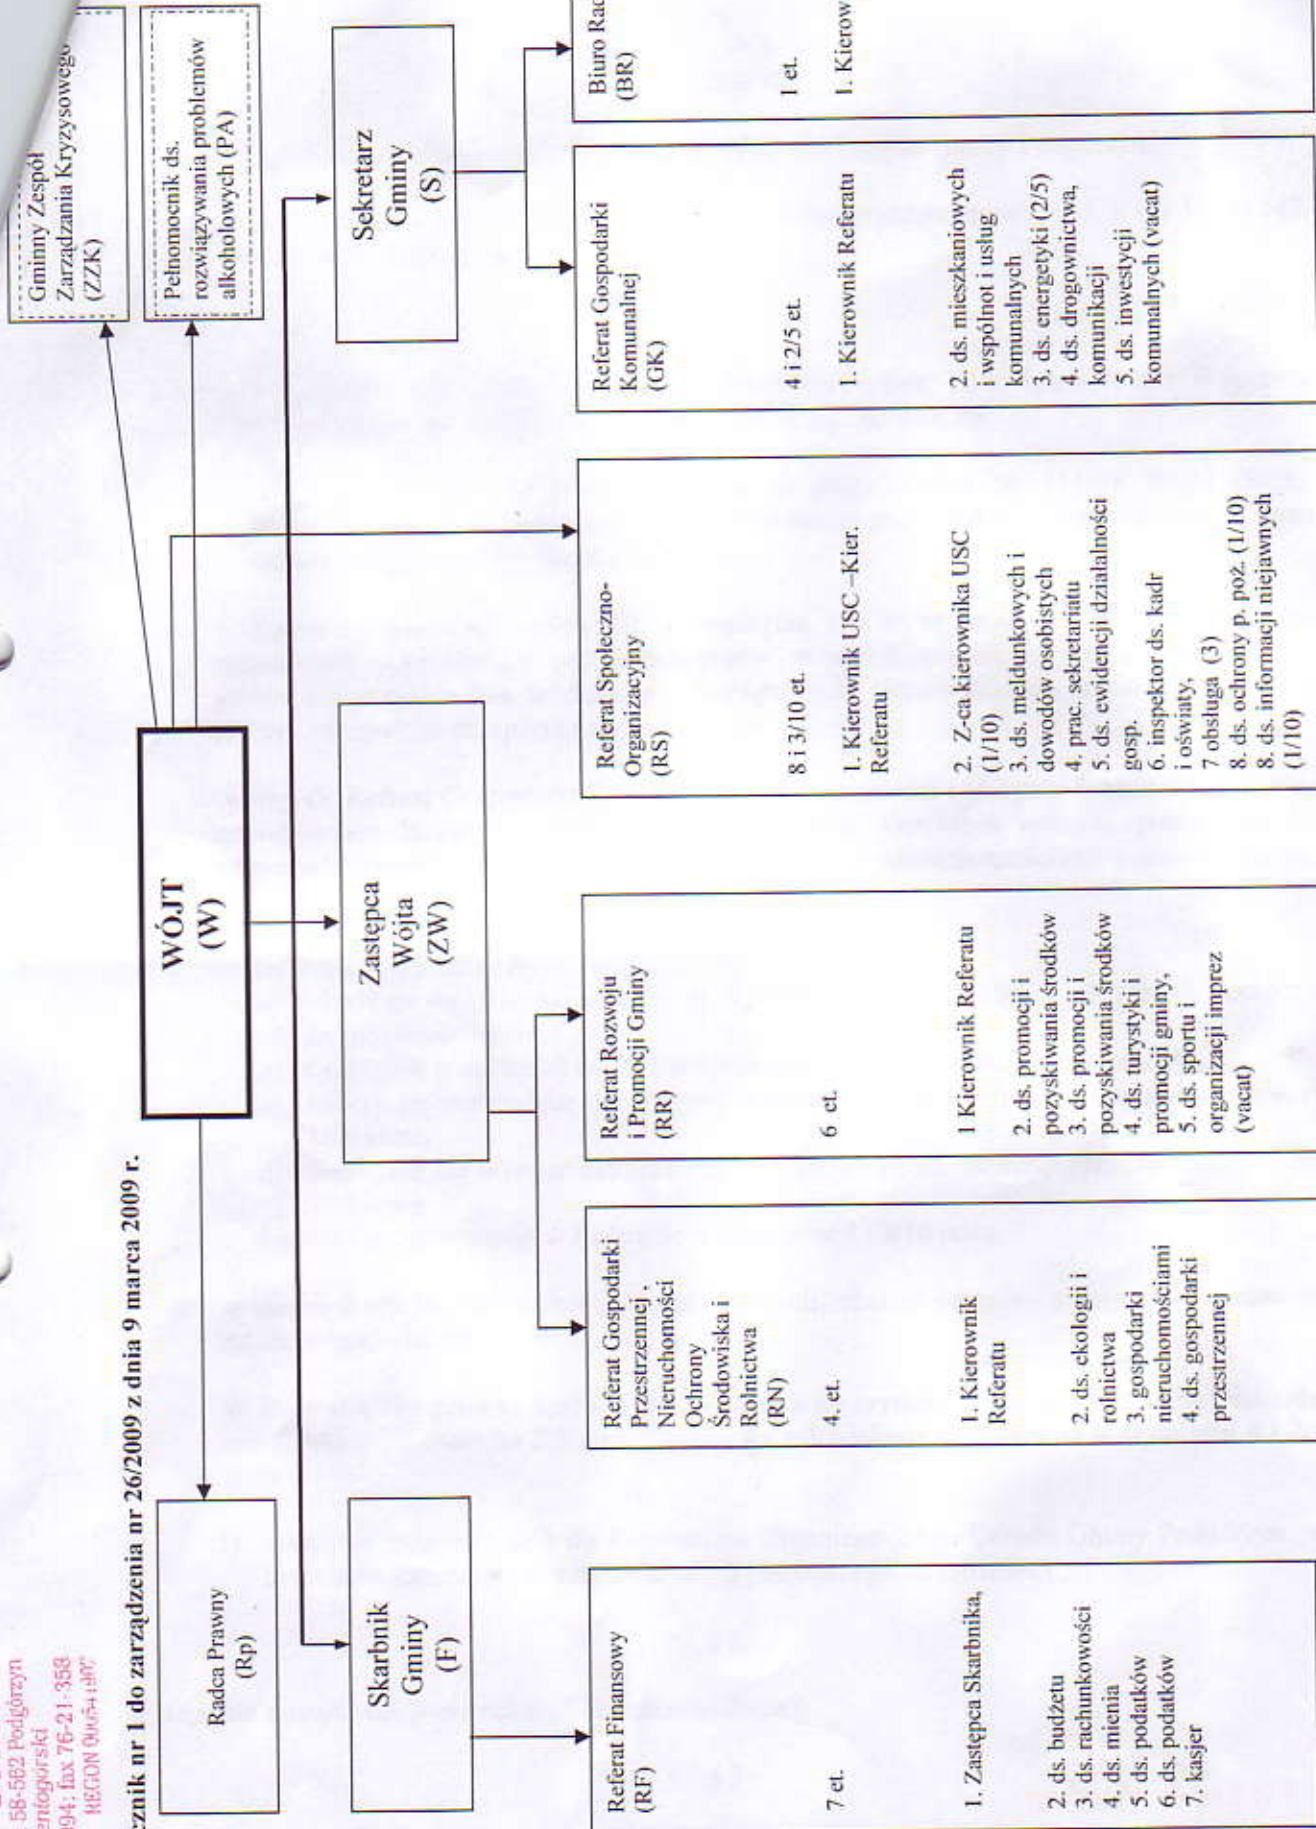 58-562 Podgórzyn
fax 76-21-358
REGON
nr 1 do zarządzenia nr 26/2009 z dnia 9 marca 2009 r.
WÓJT
(W)
Radca Prawny
(Rp)
Gminny Zespół
Zarządzania Kryzysowego
(ZZK)
Pełnomocnik ds.
rozwiązywania problemów
alkoholowych (PA)
Skarbnik
Gminy
(F)
Zastępca
Wójta
(ZW)
Sekretarz
Gminy
(S)
Referat Finansowy
(RF)
7 et.
1. Zastępca Skarbnika,
2. ds. budżetu
3. ds. rachunkowości
4. ds. mienia
5. ds. podatków
6. ds. podatków
7. kasjer
Referat Gospodarki
Przestrzennej ,
Nieruchomości
Ochrony
Środowiska i
Rolnictwa
(RN)
4. et.
1. Kierownik
Referatu
2. ds. ekologii i
rolnictwa
3. gospodarki
nieruchomościami
4. ds. gospodarki
przestrzennej
Referat Rozwoju
i Promocji Gminy
(RR)
6 et.
1.Kierownik Referatu
2. ds. promocji i
pozyskiwania środków
3. ds. promocji i
pozyskiwania środków
4. ds. turystyki i
promocji gminy,
5. ds. sportu i
organizacji imprez
(vacat)
Referat Społeczno-
Organizacyjny
(RS)
8 i 3/10 et.
1. Kierownik USC –Kier.
Referatu
2. Z-ca kierownika USC
(1/10)
3. ds. meldunkowych i
dowodów osobistych
4. prac. sekretariatu
5. ds. ewidencji działalności
gosp.
6. inspektor ds. kadr
i oświaty,
7 obsługa (3)
8. ds. ochrony p. poż. (1/10)
8. ds. informacji niejawnych
(1/10)
Referat Gospodarki
Komunalnej
(GK)
4 i 2/5 et.
1. Kierownik Referatu
2. ds. mieszkaniowych
i wspólnot i usług
komunalnych
3. ds. energetyki (2/5)
4. ds. drogownictwa,
komunikacji
5. ds. inwestycji
komunalnych (vacat)
Biuro Rad
(BR)
1 et.
1. Kierow